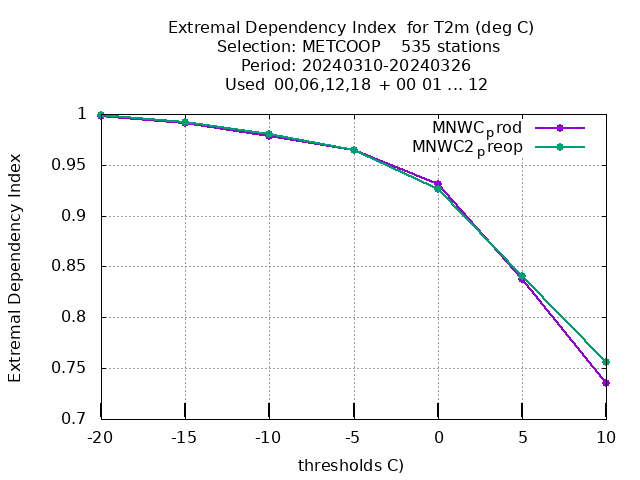 Extremal Dependency Index  for T2m (deg C)
Selection: METCOOP    535 stations
Period: 20240310-20240326
Used  00,06,12,18 + 00 01 ... 12
MNWCprod
MNWC2preop
1
0.95
0.9
0.85
0.8
0.75
0.7
Extremal Dependency Index
-20 -15 -10 -5 0 5 10
thresholds C)